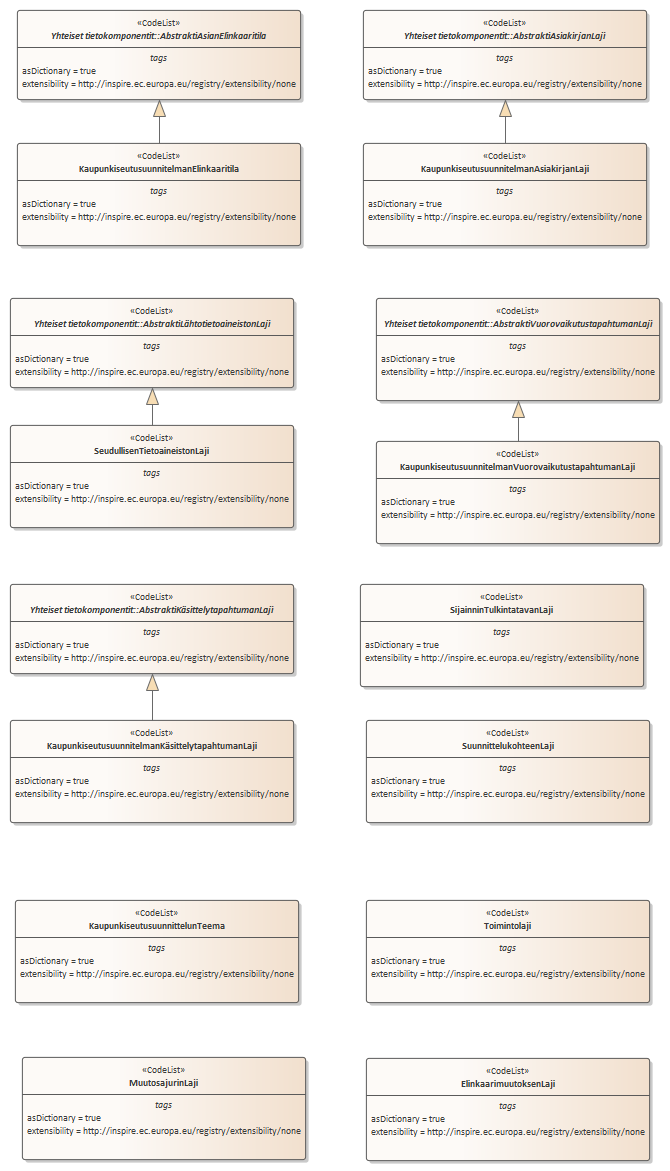 «CodeList»
Yhteiset tietokomponentit::AbstraktiAsianElinkaaritila
tags
asDictionary = true
extensibility = http://inspire.ec.europa.eu/registry/extensibility/none
«CodeList»
Yhteiset tietokomponentit::AbstraktiAsiakirjanLaji
tags
asDictionary = true
extensibility = http://inspire.ec.europa.eu/registry/extensibility/none
«CodeList»
KaupunkiseutusuunnitelmanElinkaaritila
tags
asDictionary = true
extensibility = http://inspire.ec.europa.eu/registry/extensibility/none
«CodeList»
KaupunkiseutusuunnitelmanAsiakirjanLaji
tags
asDictionary = true
extensibility = http://inspire.ec.europa.eu/registry/extensibility/none
«CodeList»
Yhteiset tietokomponentit::AbstraktiLähtotietoaineistonLaji
tags
asDictionary = true
extensibility = http://inspire.ec.europa.eu/registry/extensibility/none
«CodeList»
Yhteiset tietokomponentit::AbstraktiVuorovaikutustapahtumanLaji
tags
asDictionary = true
extensibility = http://inspire.ec.europa.eu/registry/extensibility/none
«CodeList»
SeudullisenTietoaineistonLaji
tags
asDictionary = true
extensibility = http://inspire.ec.europa.eu/registry/extensibility/none
«CodeList»
KaupunkiseutusuunnitelmanVuorovaikutustapahtumanLaji
tags
asDictionary = true
extensibility = http://inspire.ec.europa.eu/registry/extensibility/none
«CodeList»
Yhteiset tietokomponentit::AbstraktiKäsittelytapahtumanLaji
tags
asDictionary = true
extensibility = http://inspire.ec.europa.eu/registry/extensibility/none
«CodeList»
SijainninTulkintatavanLaji
tags
asDictionary = true
extensibility = http://inspire.ec.europa.eu/registry/extensibility/none
«CodeList»
KaupunkiseutusuunnitelmanKäsittelytapahtumanLaji
tags
asDictionary = true
extensibility = http://inspire.ec.europa.eu/registry/extensibility/none
«CodeList»
SuunnittelukohteenLaji
tags
asDictionary = true
extensibility = http://inspire.ec.europa.eu/registry/extensibility/none
«CodeList»
KaupunkiseutusuunnittelunTeema
tags
asDictionary = true
extensibility = http://inspire.ec.europa.eu/registry/extensibility/none
«CodeList»
Toimintolaji
tags
asDictionary = true
extensibility = http://inspire.ec.europa.eu/registry/extensibility/none
«CodeList»
MuutosajurinLaji
tags
asDictionary = true
extensibility = http://inspire.ec.europa.eu/registry/extensibility/none
«CodeList»
ElinkaarimuutoksenLaji
tags
asDictionary = true
extensibility = http://inspire.ec.europa.eu/registry/extensibility/none